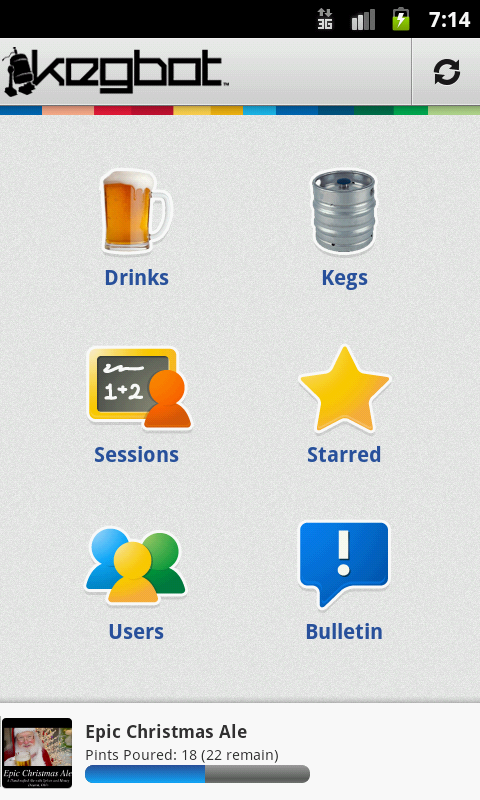 3G
7:14
kegbot™
Drinks
Kegs
1+2
Sessions
Starred
!
Users
Bulletin
Epic Christmas Ale
Epic Christmas Ale
Pints Poured: 18 (22 remain)